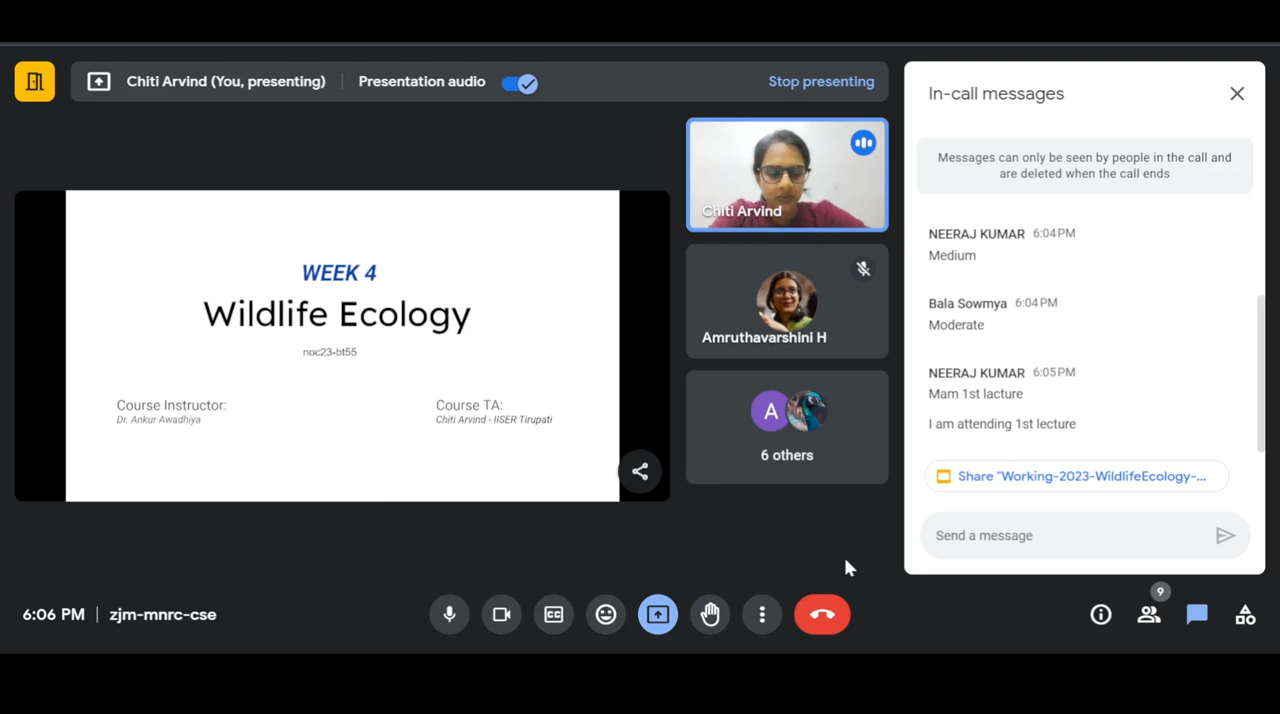 Chiti Arvind (You, presenting)
Presentation audio
Stop presenting
WEEK 4
Wildlife Ecology
noc23-bt55
Course Instructor:
Dr. Ankur Awadhiya
Course TA:
Chiti Arvind - IISER Tirupati
Chiti Arvind
Amruthavarshini H
A
6 others
In-call messages
Messages can only be seen by people in the call and
are deleted when the call ends
NEERAJ KUMAR 6:04 PM
Medium
Bala Sowmya 6:04 PM
Moderate
NEERAJ KUMAR 6:05 PM
Mam 1st lacture
I am attending 1st lecture
Share "Working-2023-WildlifeEcology-...
Send a message
6:06 PM | zjm-mnrc-cse
CC
9